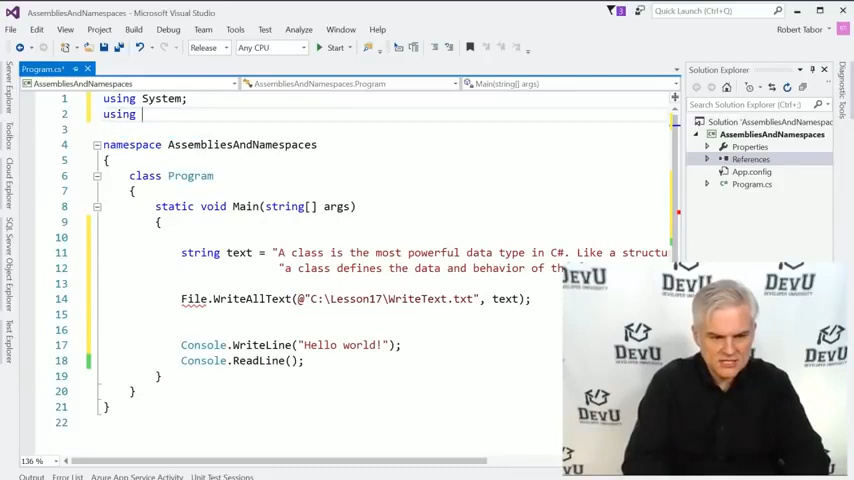 AssembliesAndNamespaces - Microsoft Visual Studio
3
Quick Launch (Ctrl+Q)
File Edit View Project Build Debug Team Tools Test Analyze Window Help
Robert Tabor
Release Any CPU Start
Program.cs*
AssembliesAndNamespaces AssembliesAndNamespaces.Program Main(string[] args)
1 using System;
2 using
3
4 namespace AssembliesAndNamespaces
5 {
6 class Program
7 {
8 static void Main(string[] args)
9 {
10
11 string text = "A class is the most powerful data type in C#. Like a structu
12 "a class defines the data and behavior of th
13
14 File.WriteAllText(@"C:\Lesson17\WriteText.txt", text);
15
16
17 Console.WriteLine("Hello world!");
18 Console.ReadLine();
19 }
20 }
21 }
22
136 %
Output Error List Azure App Service Activity Unit Test Sessions
Server Explorer
Toolbox
Cloud Explorer
SQL Server Object Explorer
Test Explorer
Solution Explorer
Search Solution Explorer (Ctrl+;)
Solution 'AssembliesAndNamespac
AssembliesAndNamespaces
Properties
References
App.config
Program.cs
Diagnostic Tools
DEVU
DEVELOPER UNIVERSITY
DEVU
DEVU
DEVU
DEVU
DEVU